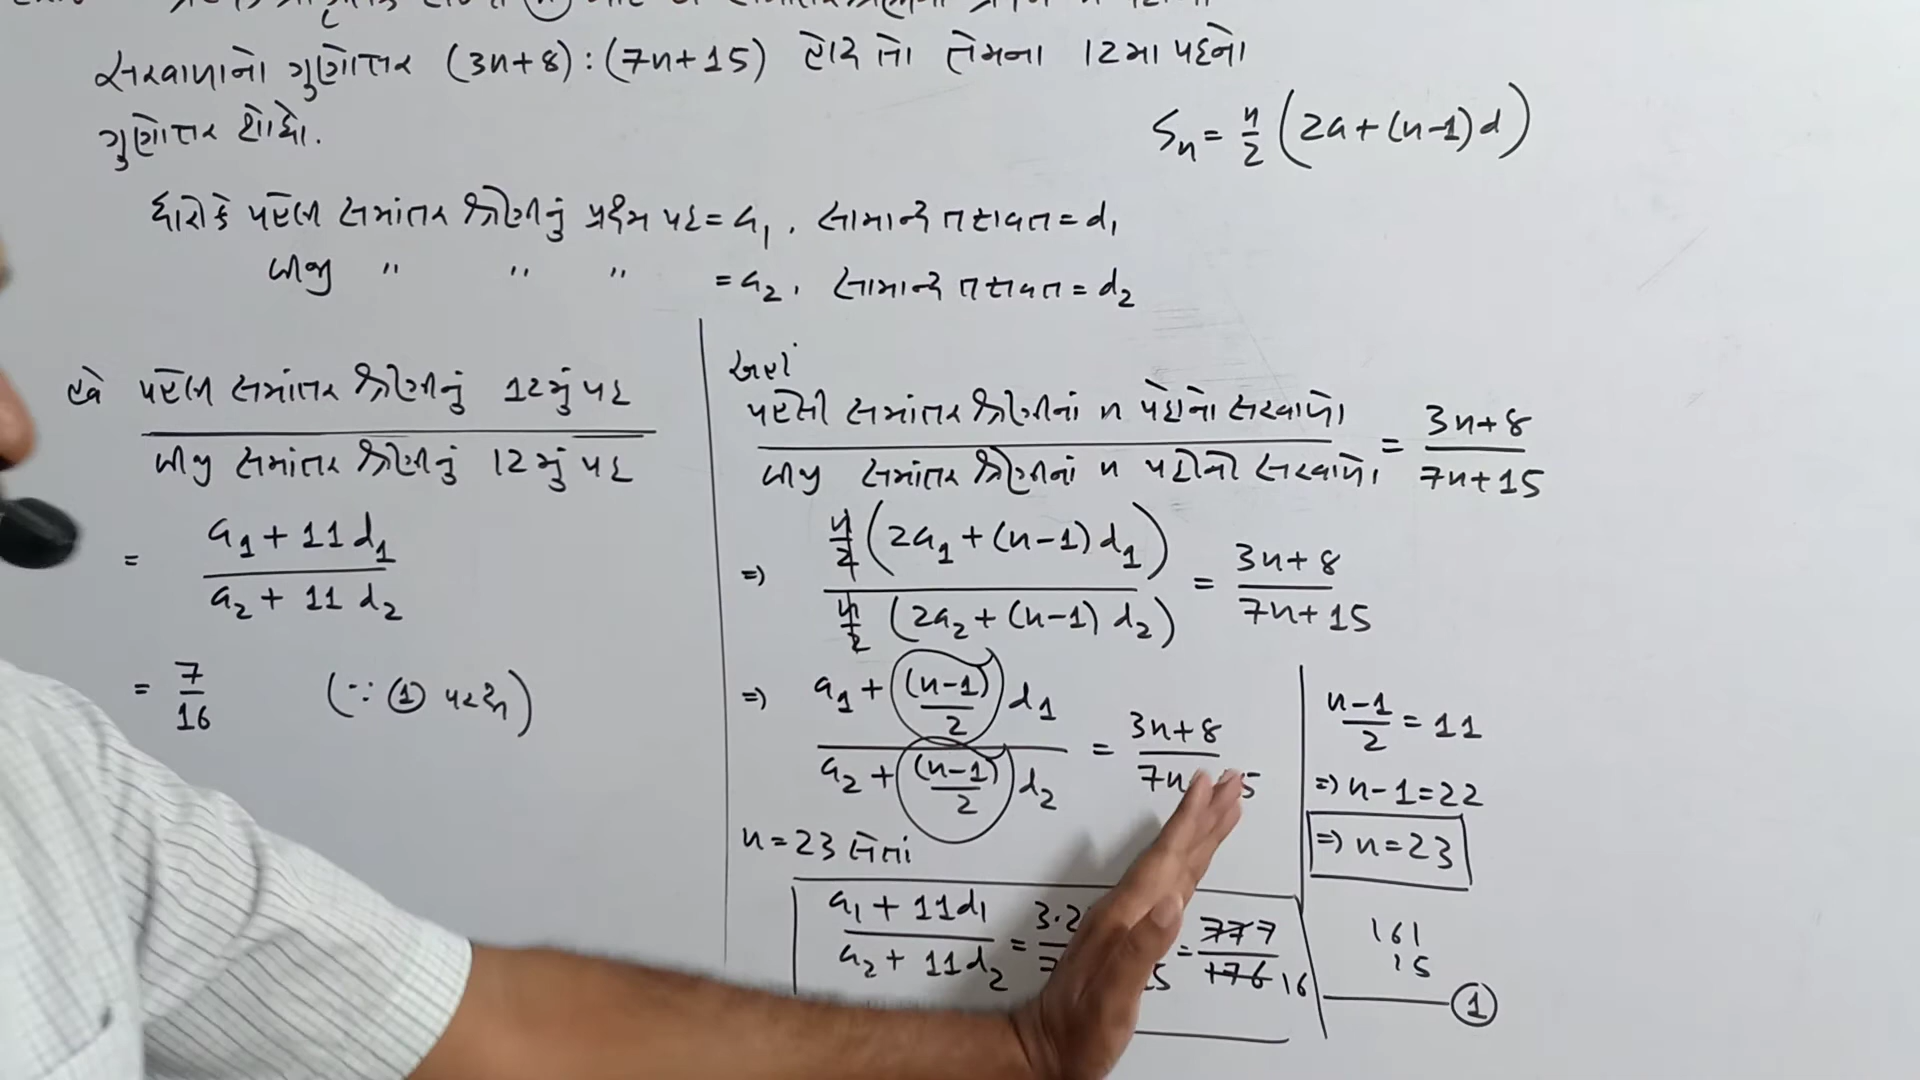 સરવાળાનો ગુણોત્તર (3n+8) : (7n+15) હોય તો તેમના 12મા પદનો
ગુણોત્તર શોધો.
Sn = n/2 (2a+(n-1)d)
ધારોકે પહેલી સમાંતર શ્રેણીનું પ્રથમ પદ = a1, સામાન્ય તફાવત = d1
બીજી " " " = a2, સામાન્ય તફાવત = d2
હવે પહેલી સમાંતર શ્રેણીનું 12મું પદ
બીજી સમાંતર શ્રેણીનું 12મું પદ
= a1 + 11d1 / a2 + 11d2
= 7/16 (∵ ① પરથી)
પહેલી સમાંતર શ્રેણીનાં n પદોનો સરવાળો
બીજી સમાંતર શ્રેણીનાં n પદોનો સરવાળો = 3n+8 / 7n+15
⇒ n/2 (2a1 + (n-1)d1) / n/2 (2a2 + (n-1)d2) = 3n+8 / 7n+15
⇒ a1 + (n-1)/2 d1 / a2 + (n-1)/2 d2 = 3n+8 / 7n
n = 23 લેતાં
a1 + 11d1 / a2 + 11d2 =
16
n-1/2 = 11
⇒ n-1 = 22
⇒ n = 23
161
15
①